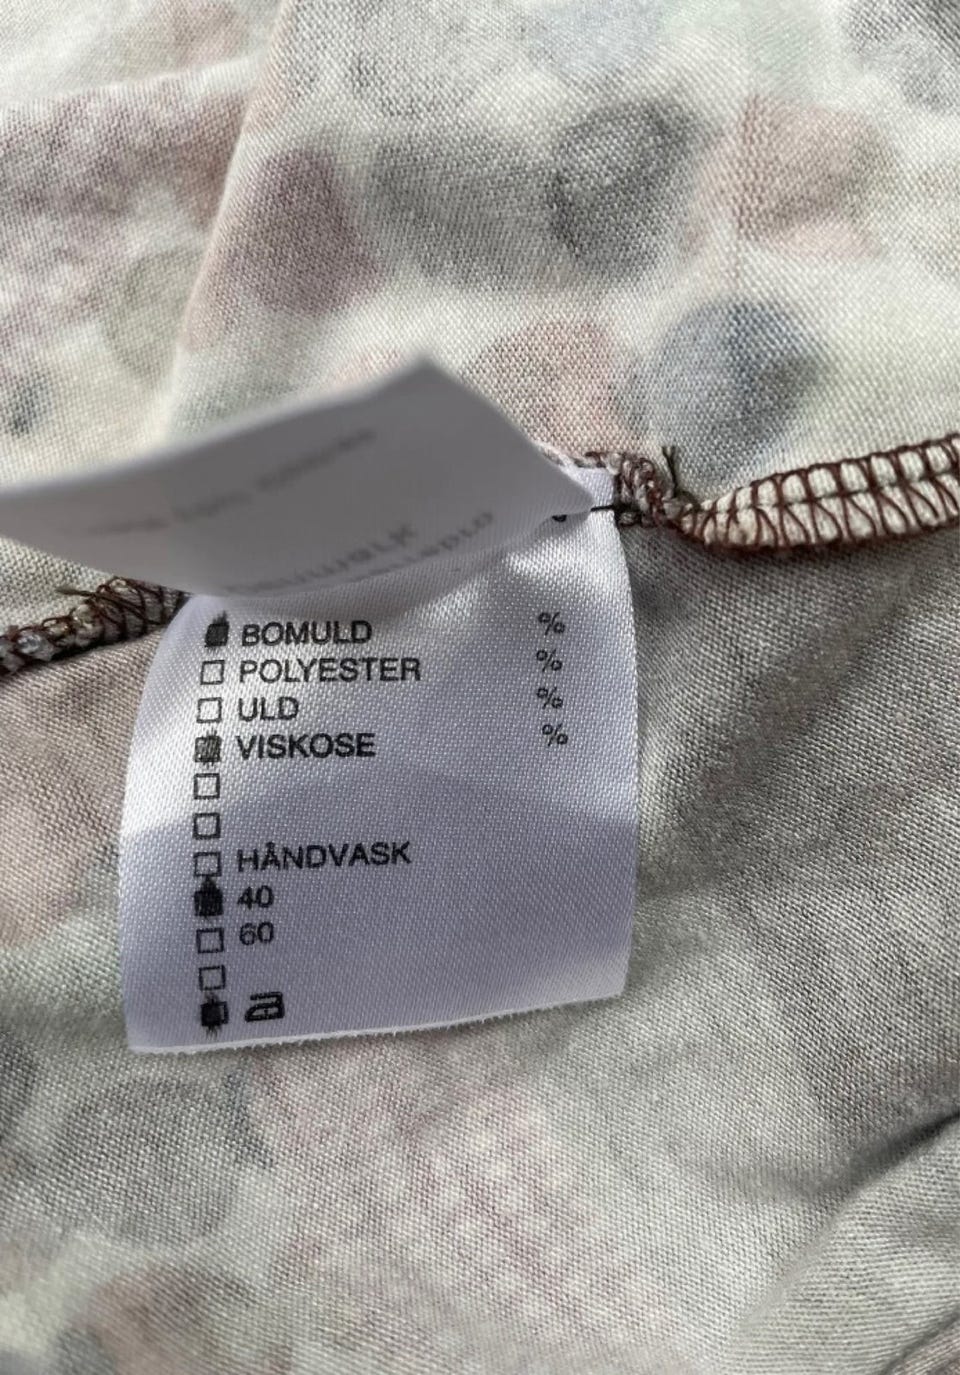 BOMULD %
POLYESTER %
ULD %
VISKOSE %
HÅNDVASK
40
60